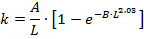 k = A/L · [1 − e^(−B·L^2.03)]